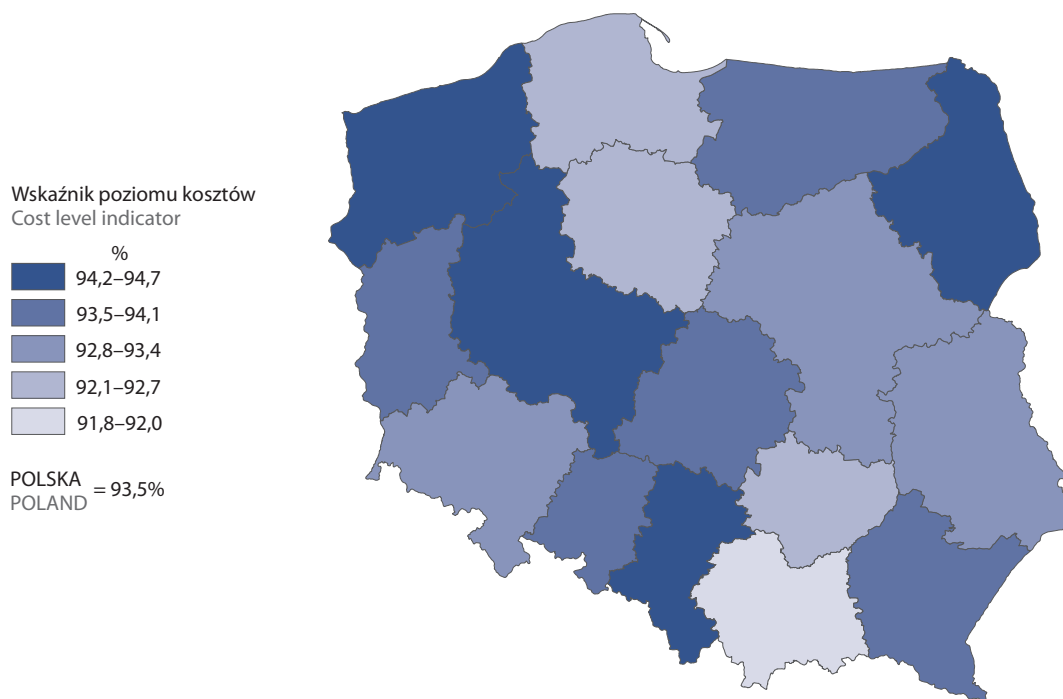 Wskaźnik poziomu kosztów
Cost level indicator
%
94,2–94,7
93,5–94,1
92,8–93,4
92,1–92,7
91,8–92,0
POLSKA
POLAND = 93,5%